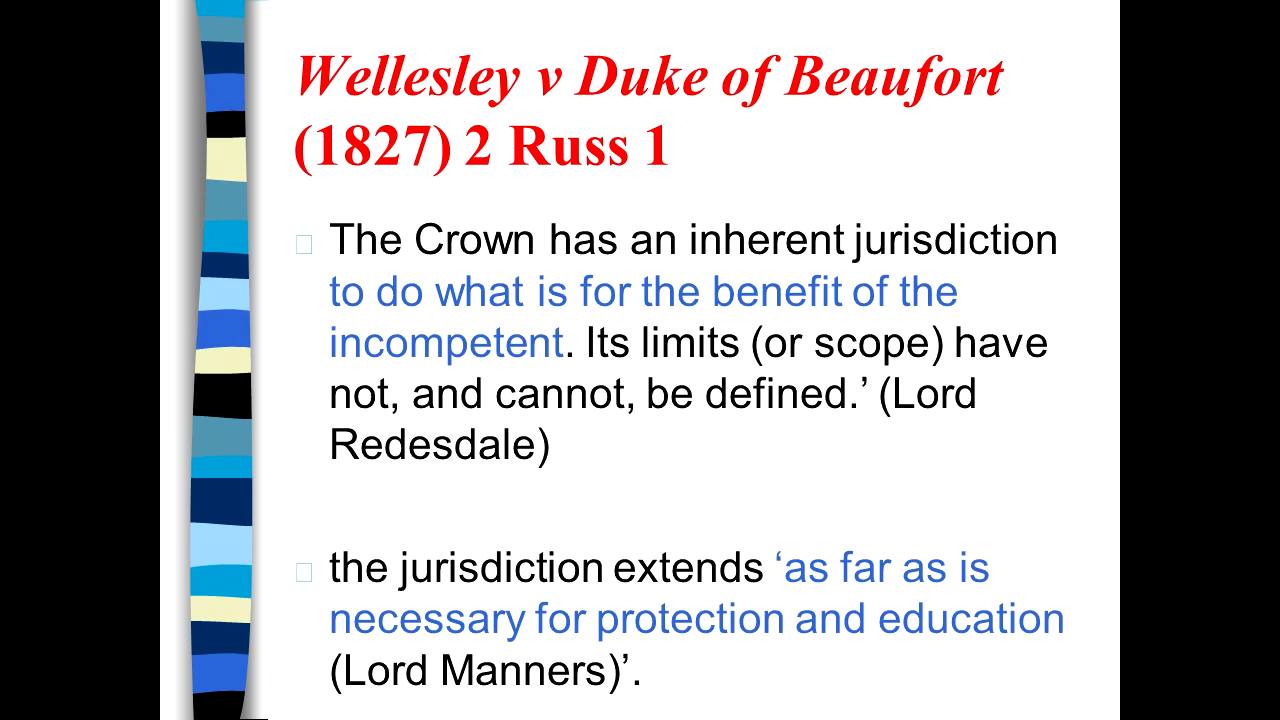 Wellesley v Duke of Beaufort
(1827) 2 Russ 1
The Crown has an inherent jurisdiction
to do what is for the benefit of the
incompetent. Its limits (or scope) have
not, and cannot, be defined.’ (Lord
Redesdale)
the jurisdiction extends ‘as far as is
necessary for protection and education
(Lord Manners)’.